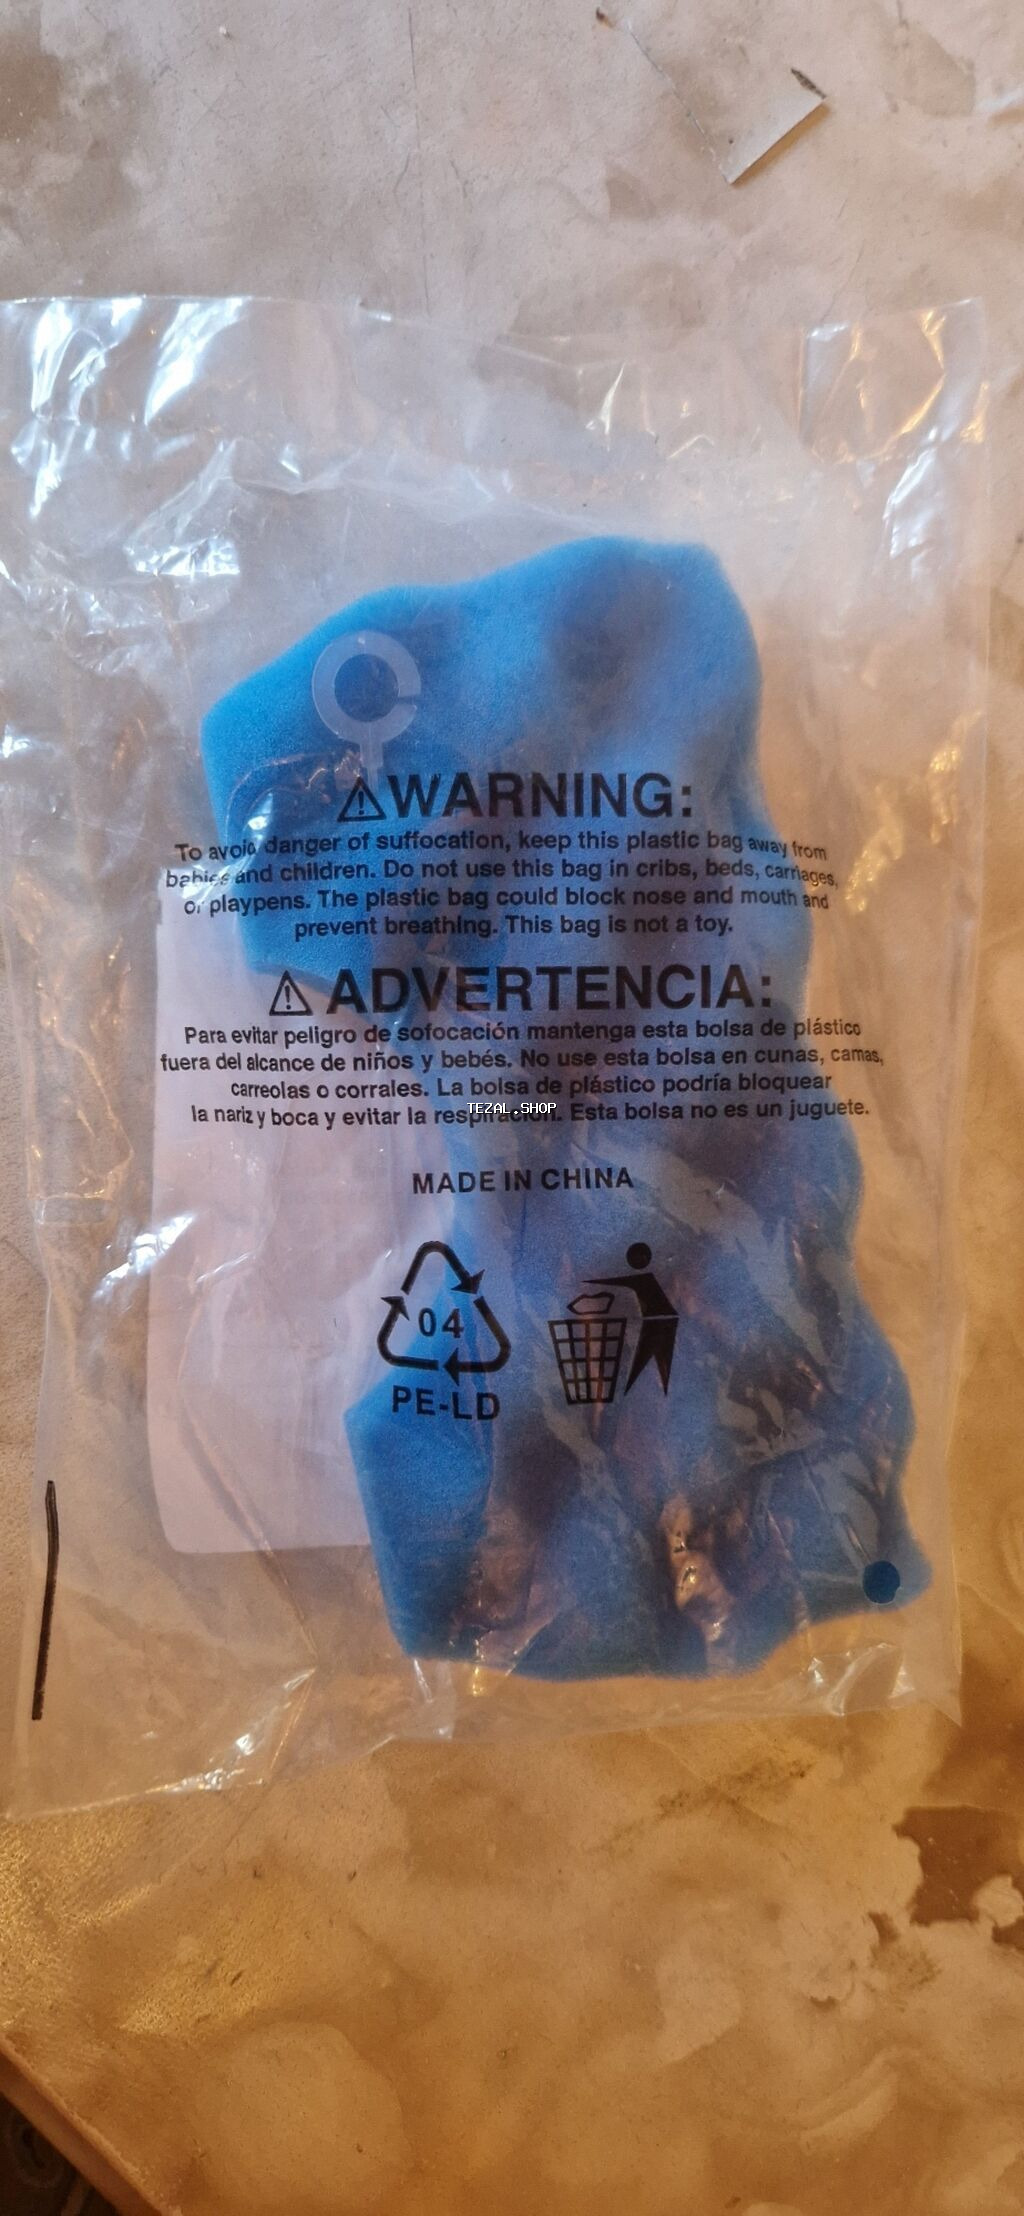 ⚠WARNING:
To avoid danger of suffocation, keep this plastic bag away from
babies and children. Do not use this bag in cribs, beds, carriages,
or playpens. The plastic bag could block nose and mouth and
prevent breathing. This bag is not a toy.
⚠ ADVERTENCIA:
Para evitar peligro de sofocación mantenga esta bolsa de plástico
fuera del alcance de niños y bebés. No use esta bolsa en cunas, camas,
carreolas o corrales. La bolsa de plástico podría bloquear
la nariz y boca y evitar la respiración. Esta bolsa no es un juguete.
TEZAL.SHOP
MADE IN CHINA
04
PE-LD